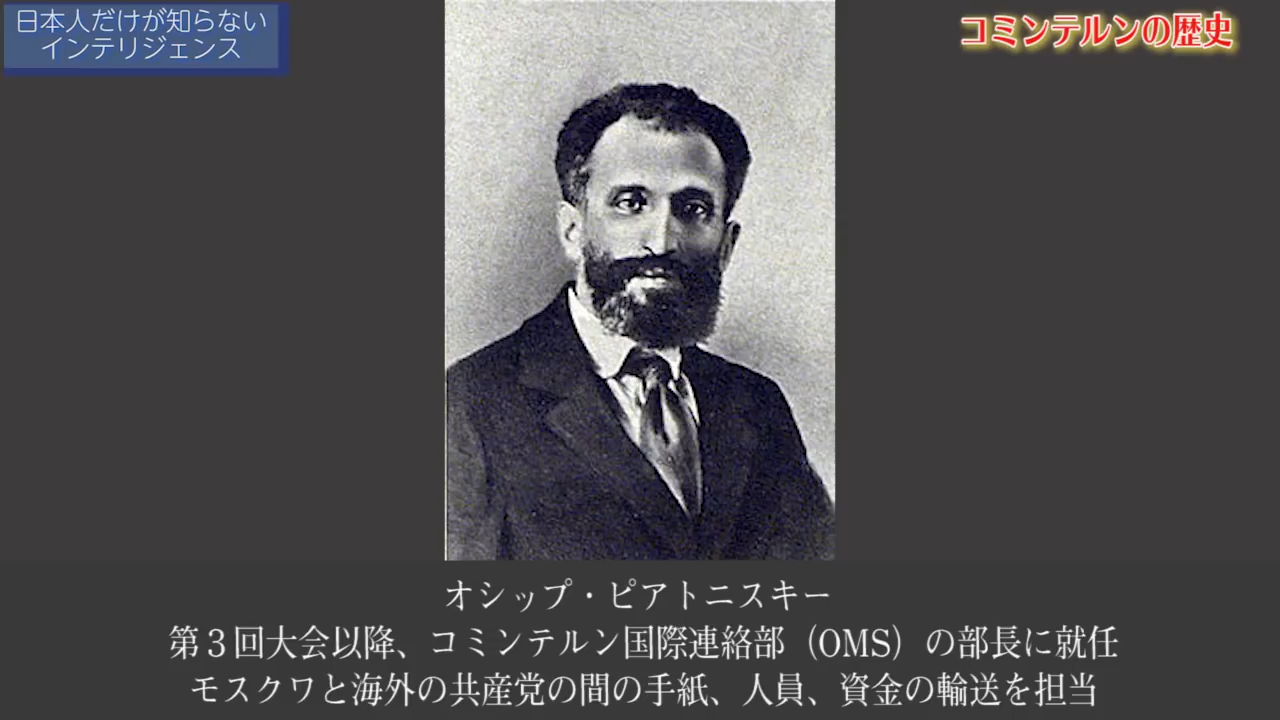 日本人だけが知らない
インテリジェンス
コミンテルンの歴史
オシップ・ピアトニスキー
第３回大会以降、コミンテルン国際連絡部（OMS）の部長に就任
モスクワと海外の共産党の間の手紙、人員、資金の輸送を担当